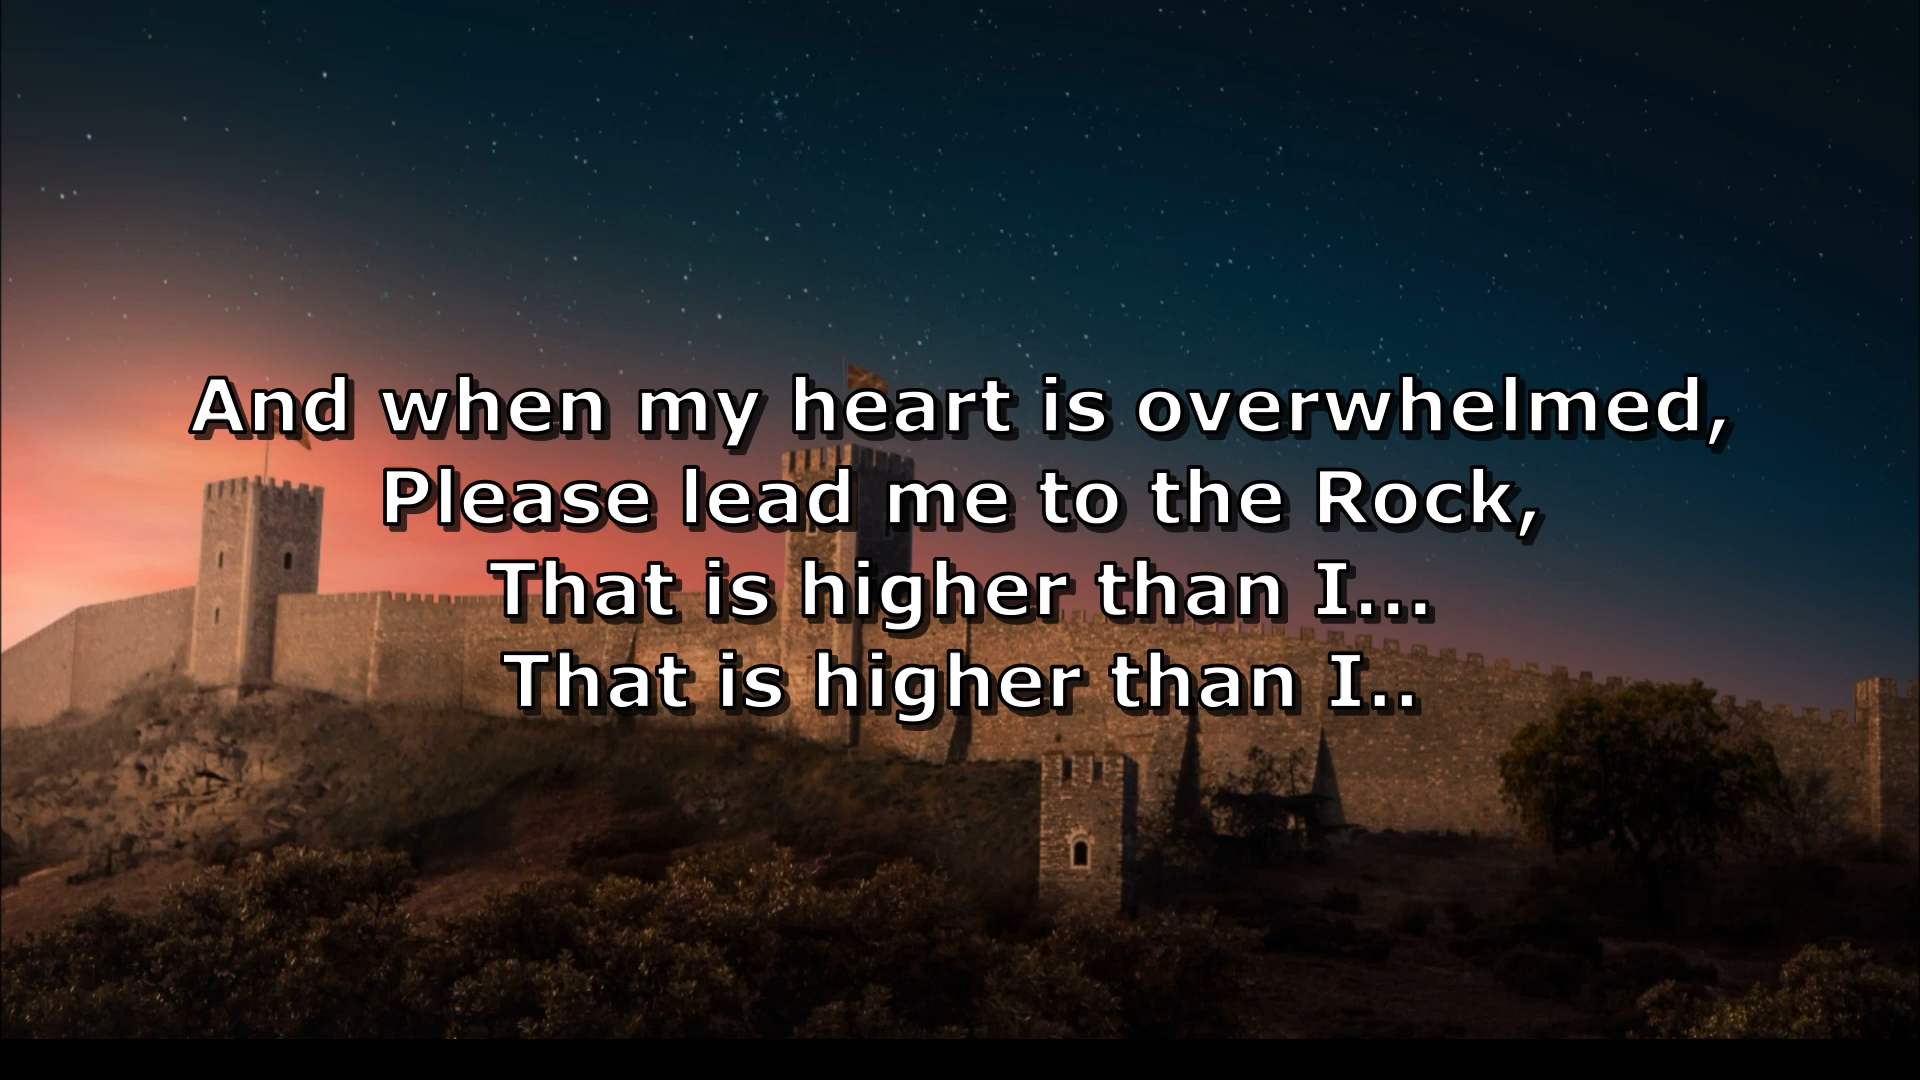 And when my heart is overwhelmed,
Please lead me to the Rock,
That is higher than I...
That is higher than I..